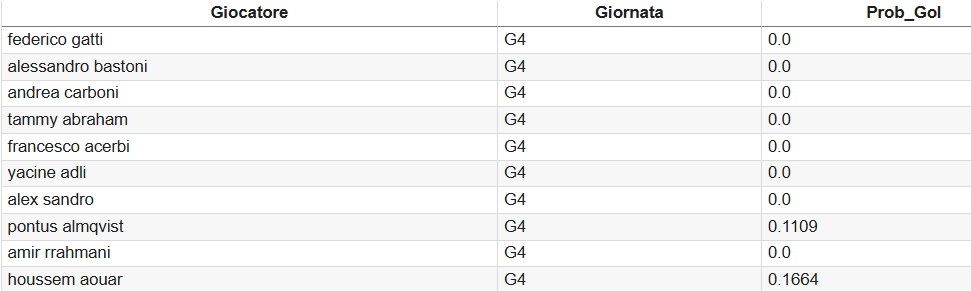 Giocatore Giornata Prob_Gol
federico gatti G4 0.0
alessandro bastoni G4 0.0
andrea carboni G4 0.0
tammy abraham G4 0.0
francesco acerbi G4 0.0
yacine adli G4 0.0
alex sandro G4 0.0
pontus almqvist G4 0.1109
amir rrahmani G4 0.0
houssem aouar G4 0.1664